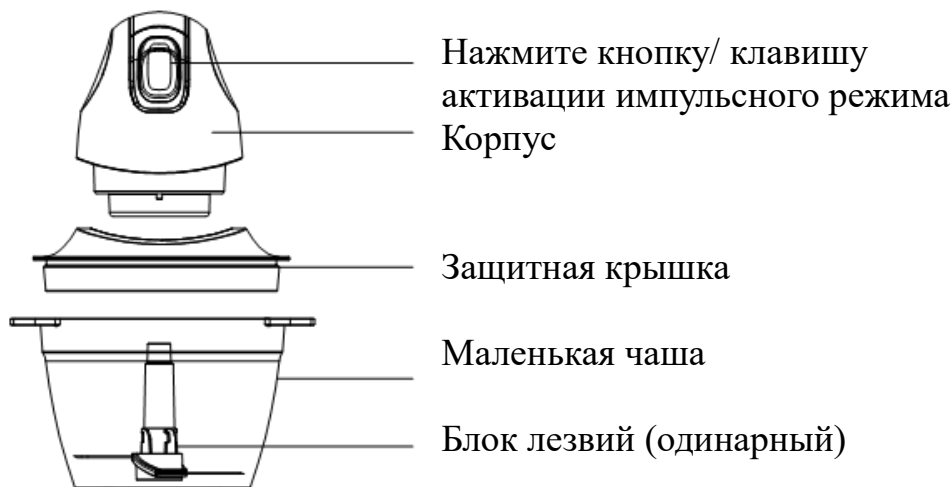 Нажмите кнопку/ клавишу
активации импульсного режима
Корпус
Защитная крышка
Маленькая чаша
Блок лезвий (одинарный)